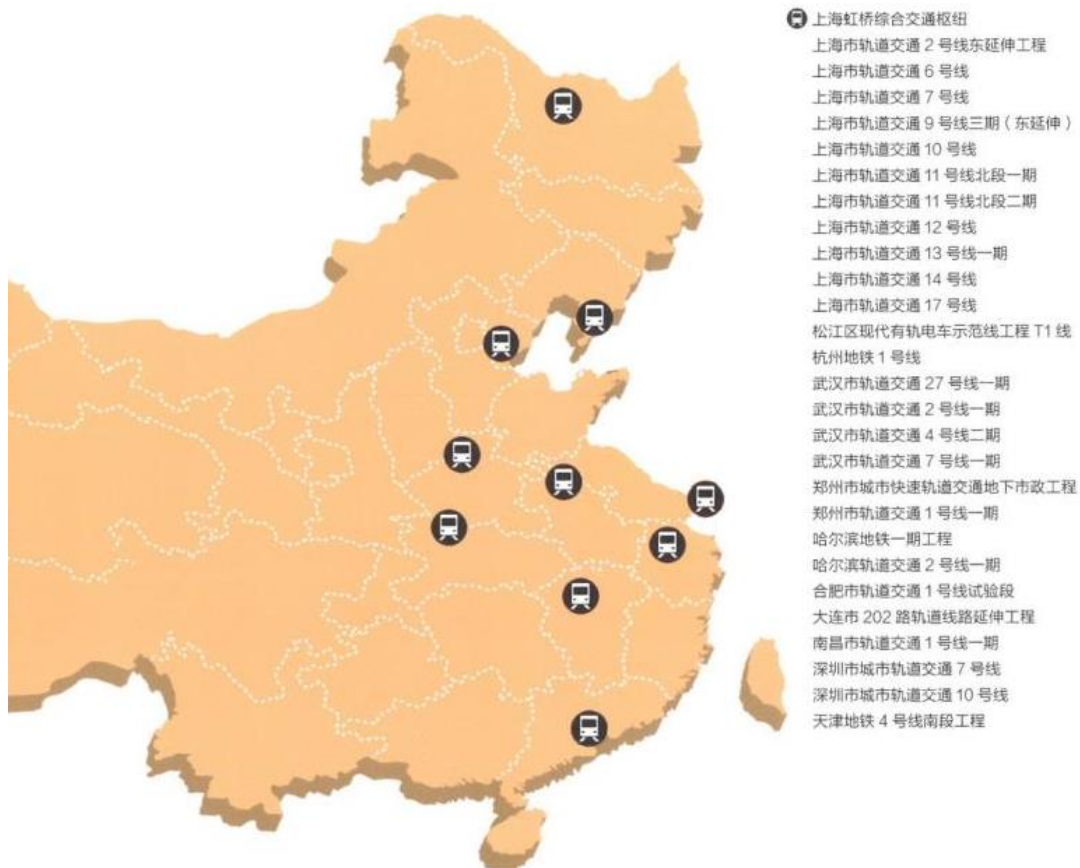 上海虹桥综合交通枢纽
上海市轨道交通 2 号线东延伸工程
上海市轨道交通 6 号线
上海市轨道交通 7 号线
上海市轨道交通 9 号线三期（东延伸）
上海市轨道交通 10 号线
上海市轨道交通 11 号线北段一期
上海市轨道交通 11 号线北段二期
上海市轨道交通 12 号线
上海市轨道交通 13 号线一期
上海市轨道交通 14 号线
上海市轨道交通 17 号线
松江区现代有轨电车示范线工程 T1 线
杭州地铁 1 号线
武汉市轨道交通 27 号线一期
武汉市轨道交通 2 号线一期
武汉市轨道交通 4 号线二期
武汉市轨道交通 7 号线一期
郑州市城市快速轨道交通地下市政工程
郑州市轨道交通 1 号线一期
哈尔滨地铁一期工程
哈尔滨轨道交通 2 号线一期
合肥市轨道交通 1 号线试验段
大连市 202 路轨道线路延伸工程
南昌市轨道交通 1 号线一期
深圳市城市轨道交通 7 号线
深圳市城市轨道交通 10 号线
天津地铁 4 号线南段工程